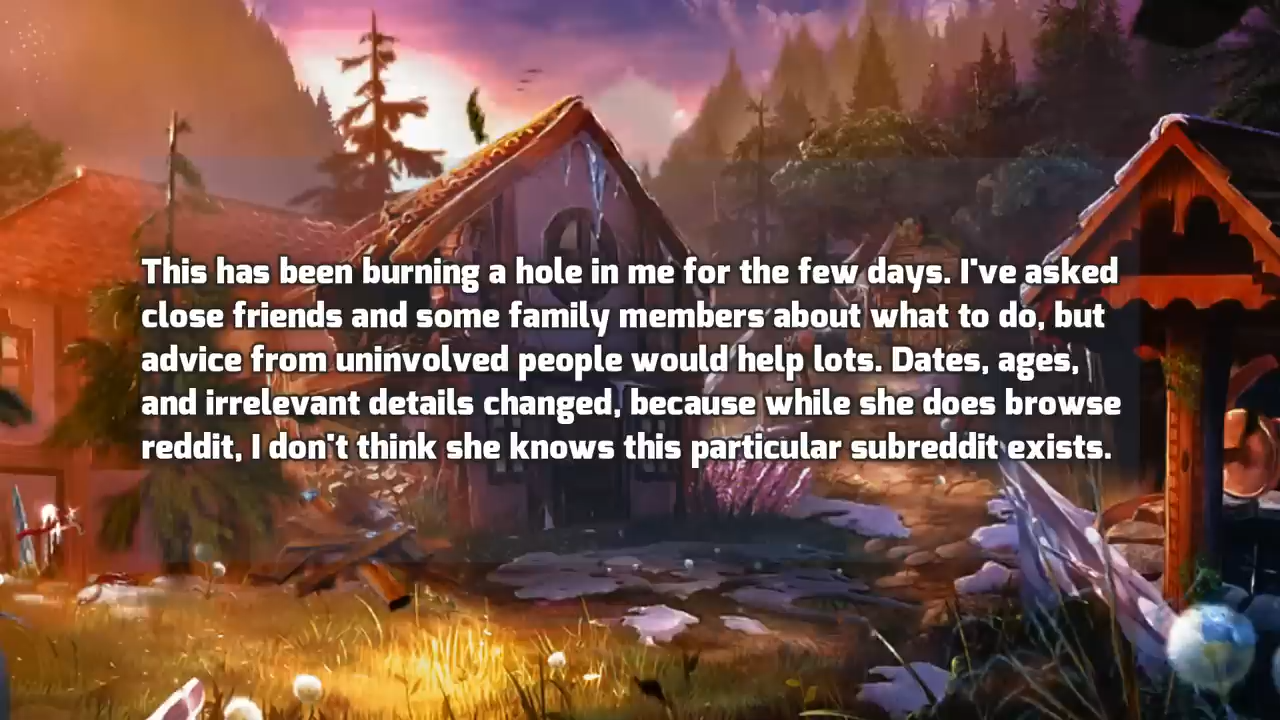 This has been burning a hole in me for the few days. I've asked
close friends and some family members about what to do, but
advice from uninvolved people would help lots. Dates, ages,
and irrelevant details changed, because while she does browse
reddit, I don't think she knows this particular subreddit exists.